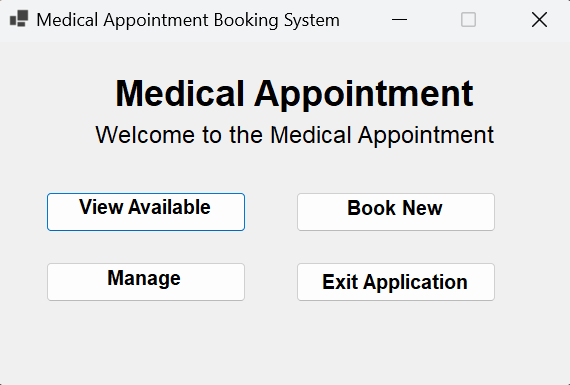 Medical Appointment Booking System
Medical Appointment
Welcome to the Medical Appointment
View Available
Book New
Manage
Exit Application